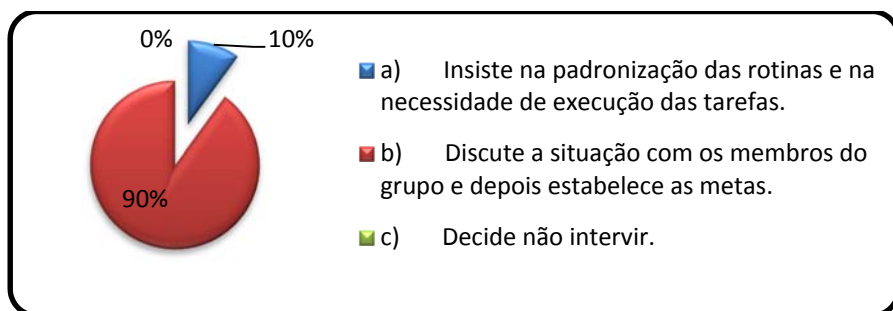 0%
10%
90%
a) Insiste na padronização das rotinas e na
necessidade de execução das tarefas.
b) Discute a situação com os membros do
grupo e depois estabelece as metas.
c) Decide não intervir.